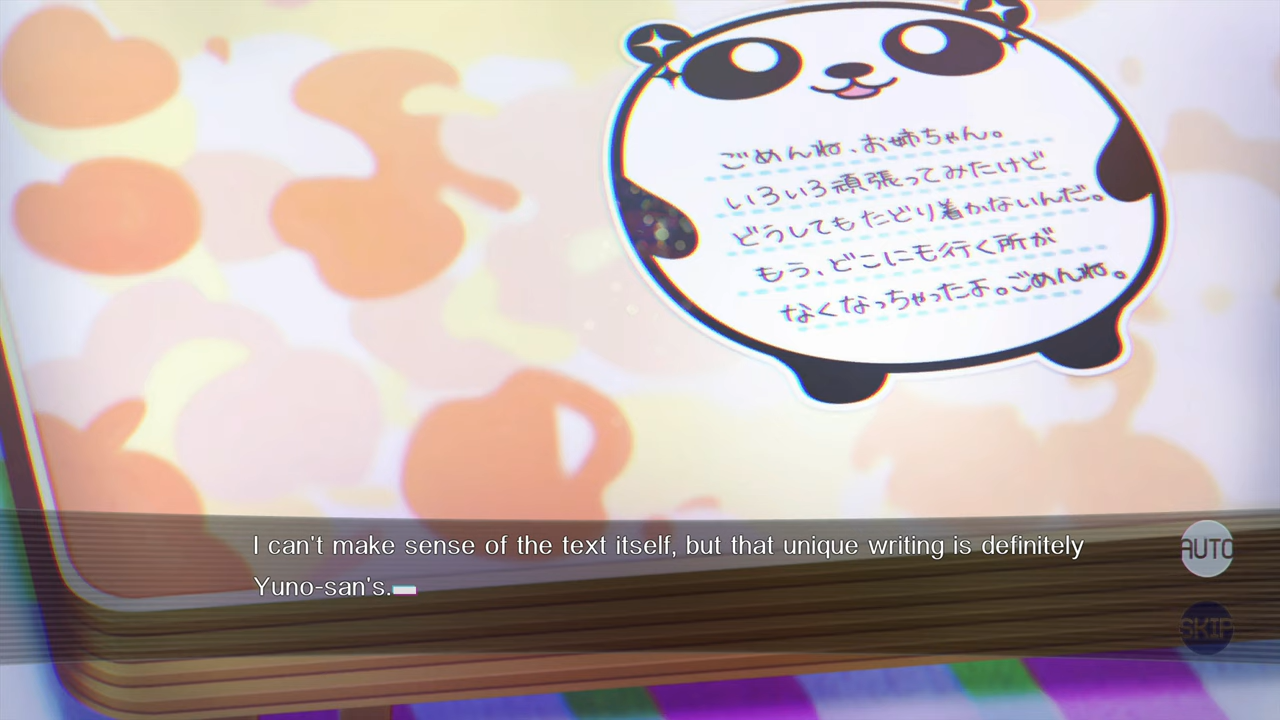 ごめんね、お姉ちゃん。
いろいろ頑張ってみたけど
どうしてもたどり着かないんだ。
もう、どこにも行く所が
なくなっちゃったよ。ごめんね。
I can't make sense of the text itself, but that unique writing is definitely
Yuno-san's.
AUTO
SKIP